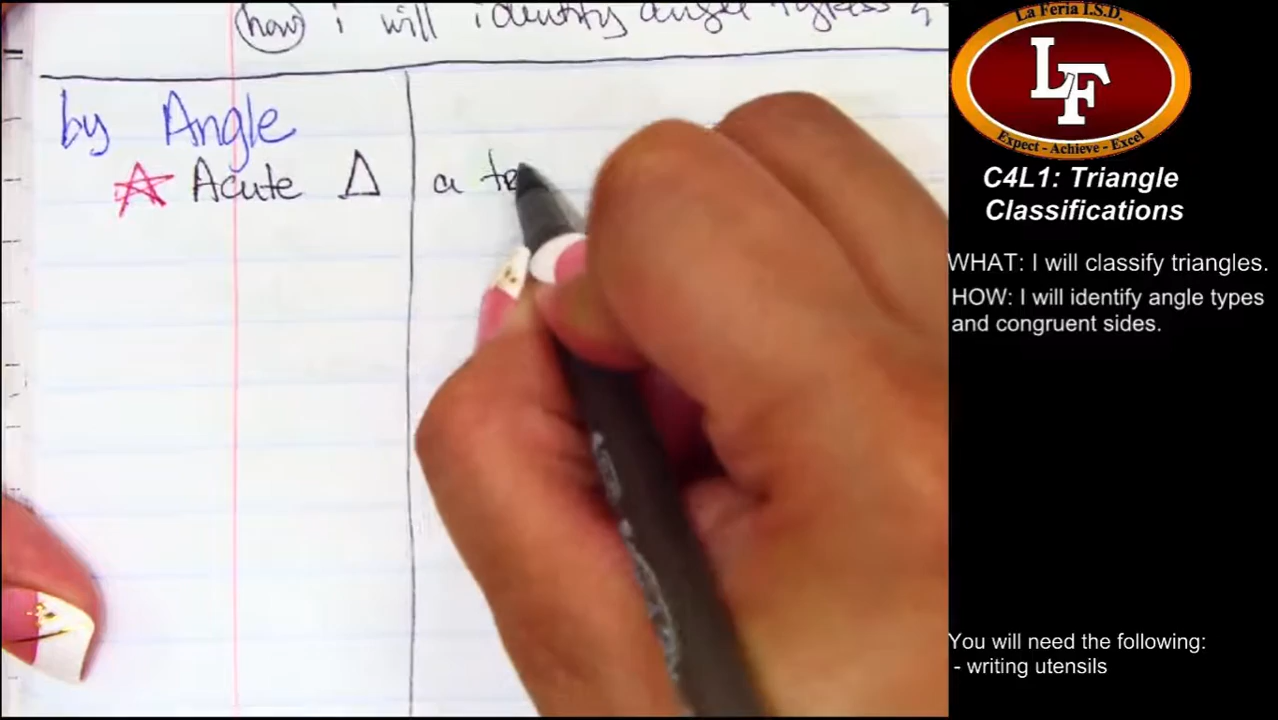 how i will identify angle types &
by Angle
Acute Δ
a
La Feria I.S.D.
LF
Expect - Achieve - Excel
C4L1: Triangle
Classifications
WHAT: I will classify triangles.
HOW: I will identify angle types
and congruent sides.
You will need the following:
- writing utensils